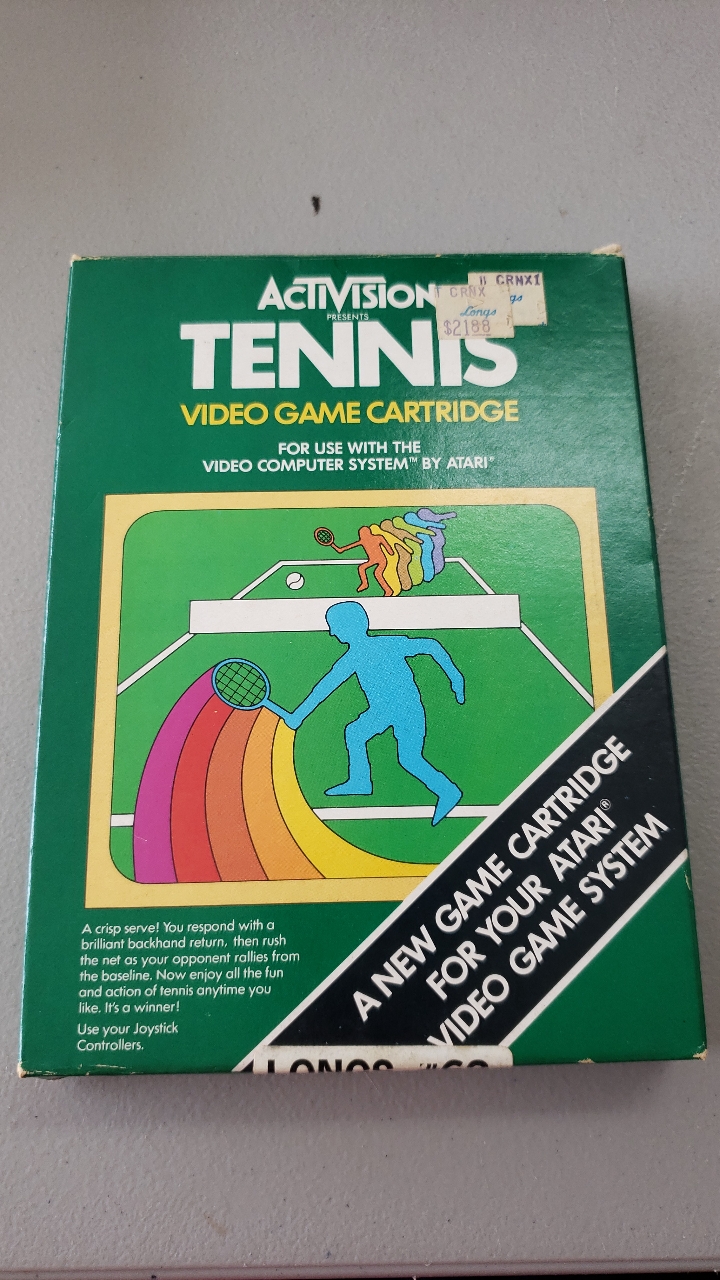 ACTIVISION
PRESENTS
TENNIS
CRNX1
gs
CRNX
Longs
$2188
VIDEO GAME CARTRIDGE
FOR USE WITH THE
VIDEO COMPUTER SYSTEM™ BY ATARI®
A crisp serve! You respond with a
brilliant backhand return, then rush
the net as your opponent rallies from
the baseline. Now enjoy all the fun
and action of tennis anytime you
like. It's a winner!
Use your Joystick
Controllers.
A NEW GAME CARTRIDGE
FOR YOUR ATARI®
VIDEO GAME SYSTEM